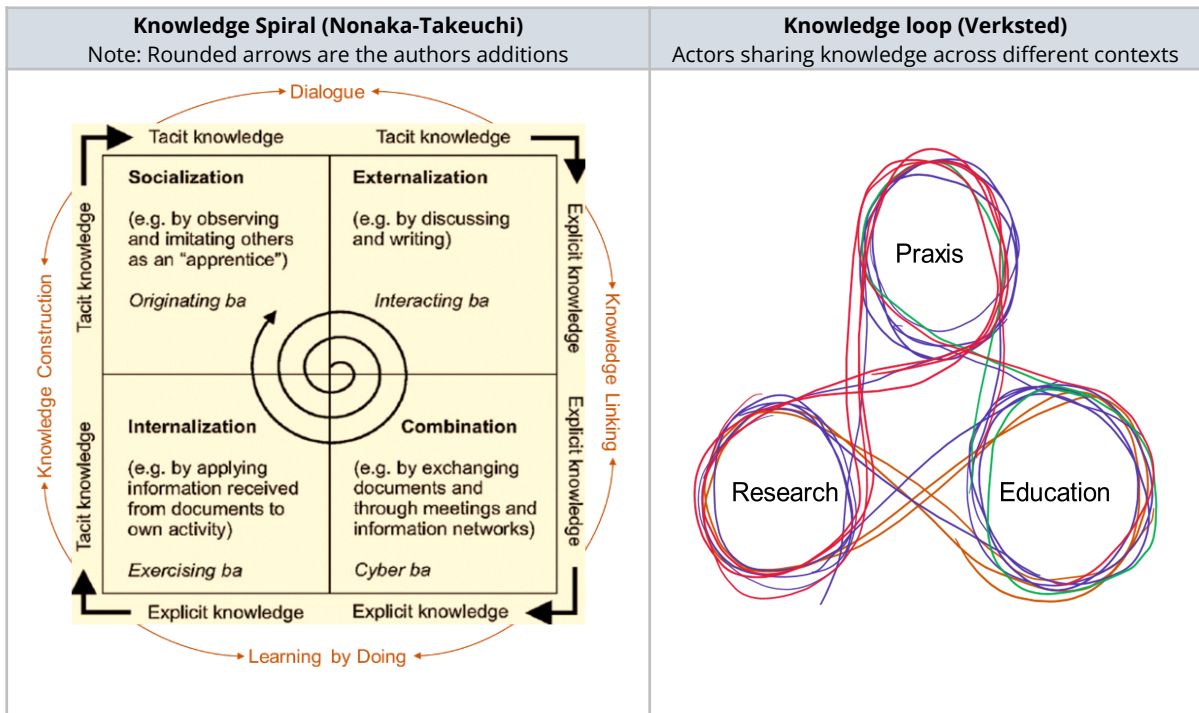 Knowledge Spiral (Nonaka-Takeuchi)
Note: Rounded arrows are the authors additions
Knowledge loop (Verksted)
Actors sharing knowledge across different contexts
Dialogue
Tacit knowledge
Tacit knowledge
Tacit knowledge
Socialization
(e.g. by observing
and imitating others
as an "apprentice")
Originating ba
Externalization
(e.g. by discussing
and writing)
Interacting ba
Explicit knowledge
Knowledge Construction
Knowledge Linking
Tacit knowledge
Internalization
(e.g. by applying
information received
from documents to
own activity)
Exercising ba
Combination
(e.g. by exchanging
documents and
through meetings and
information networks)
Cyber ba
Explicit knowledge
Explicit knowledge
Explicit knowledge
Learning by Doing
Praxis
Research
Education